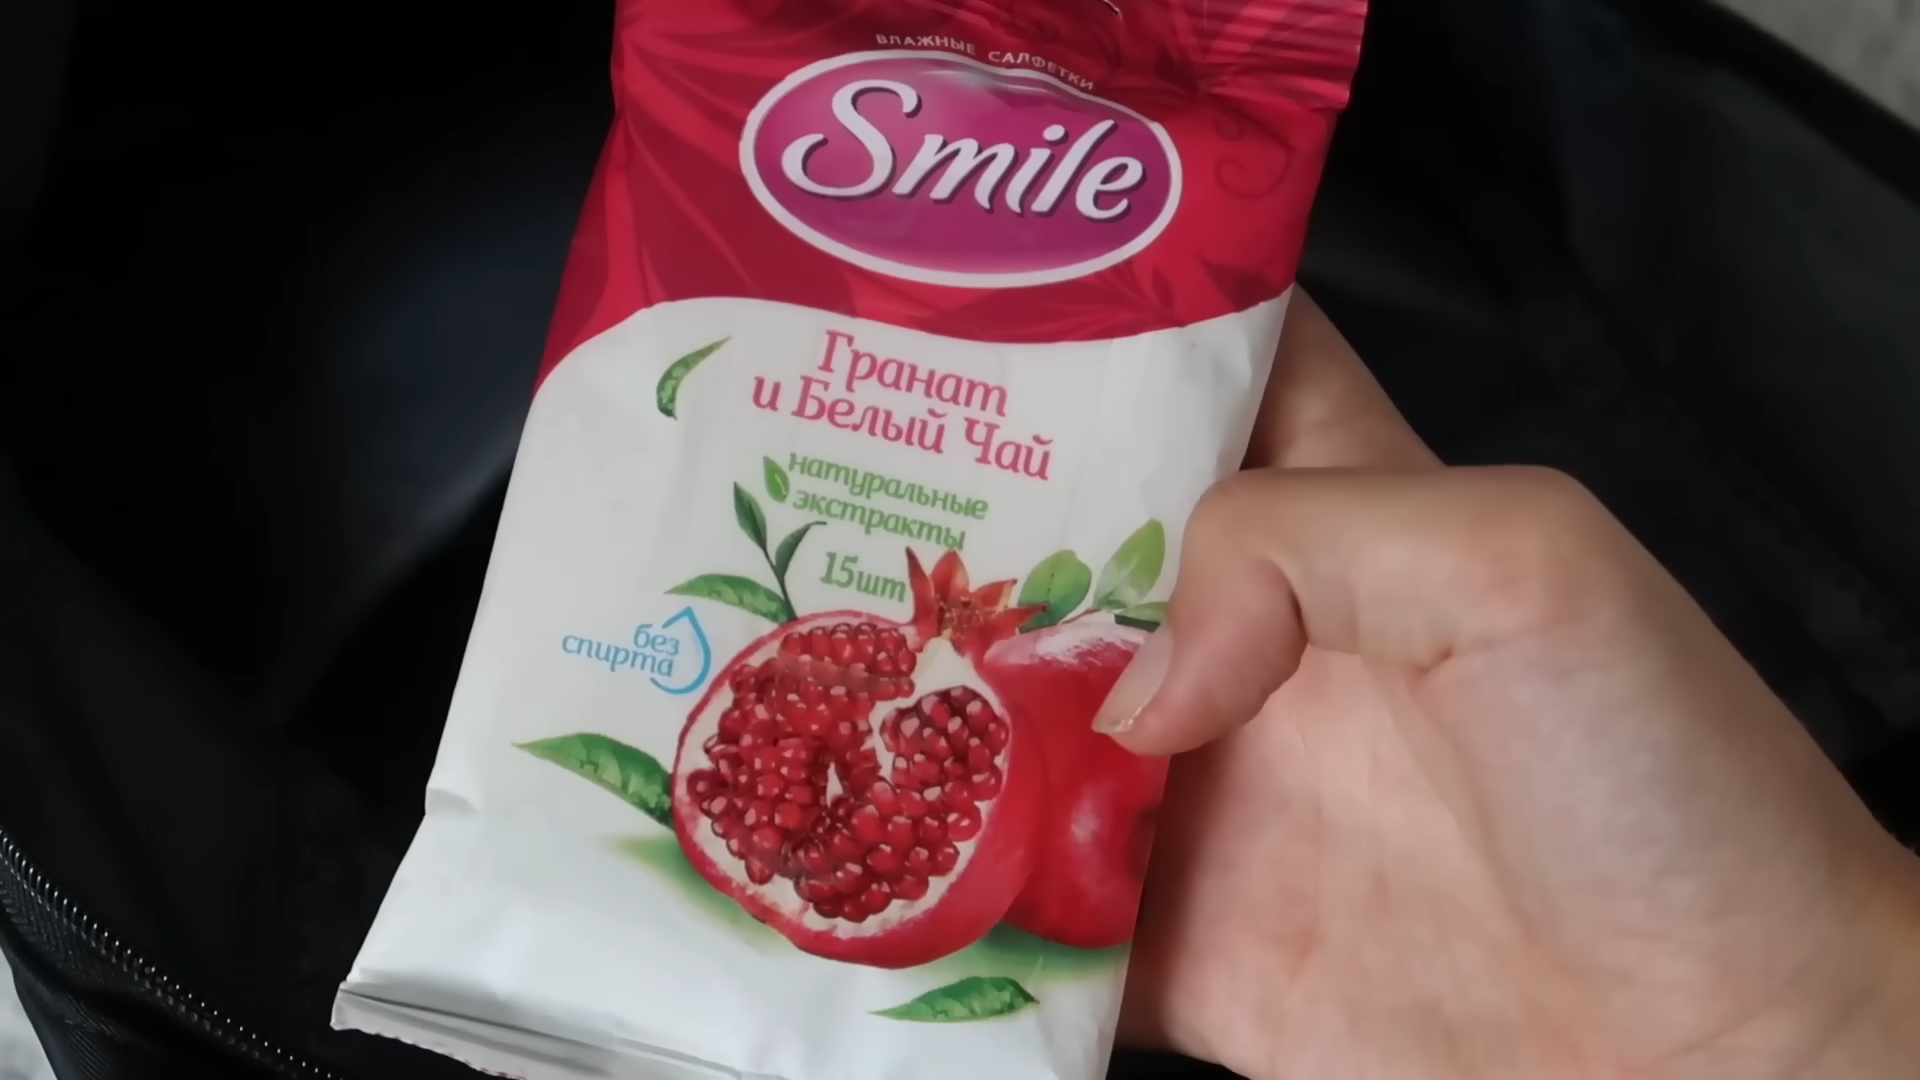 ВЛАЖНЫЕ САЛФЕТКИ
Smile
Гранат
и Белый Чай
натуральные
экстракты
15шт
без
спирта